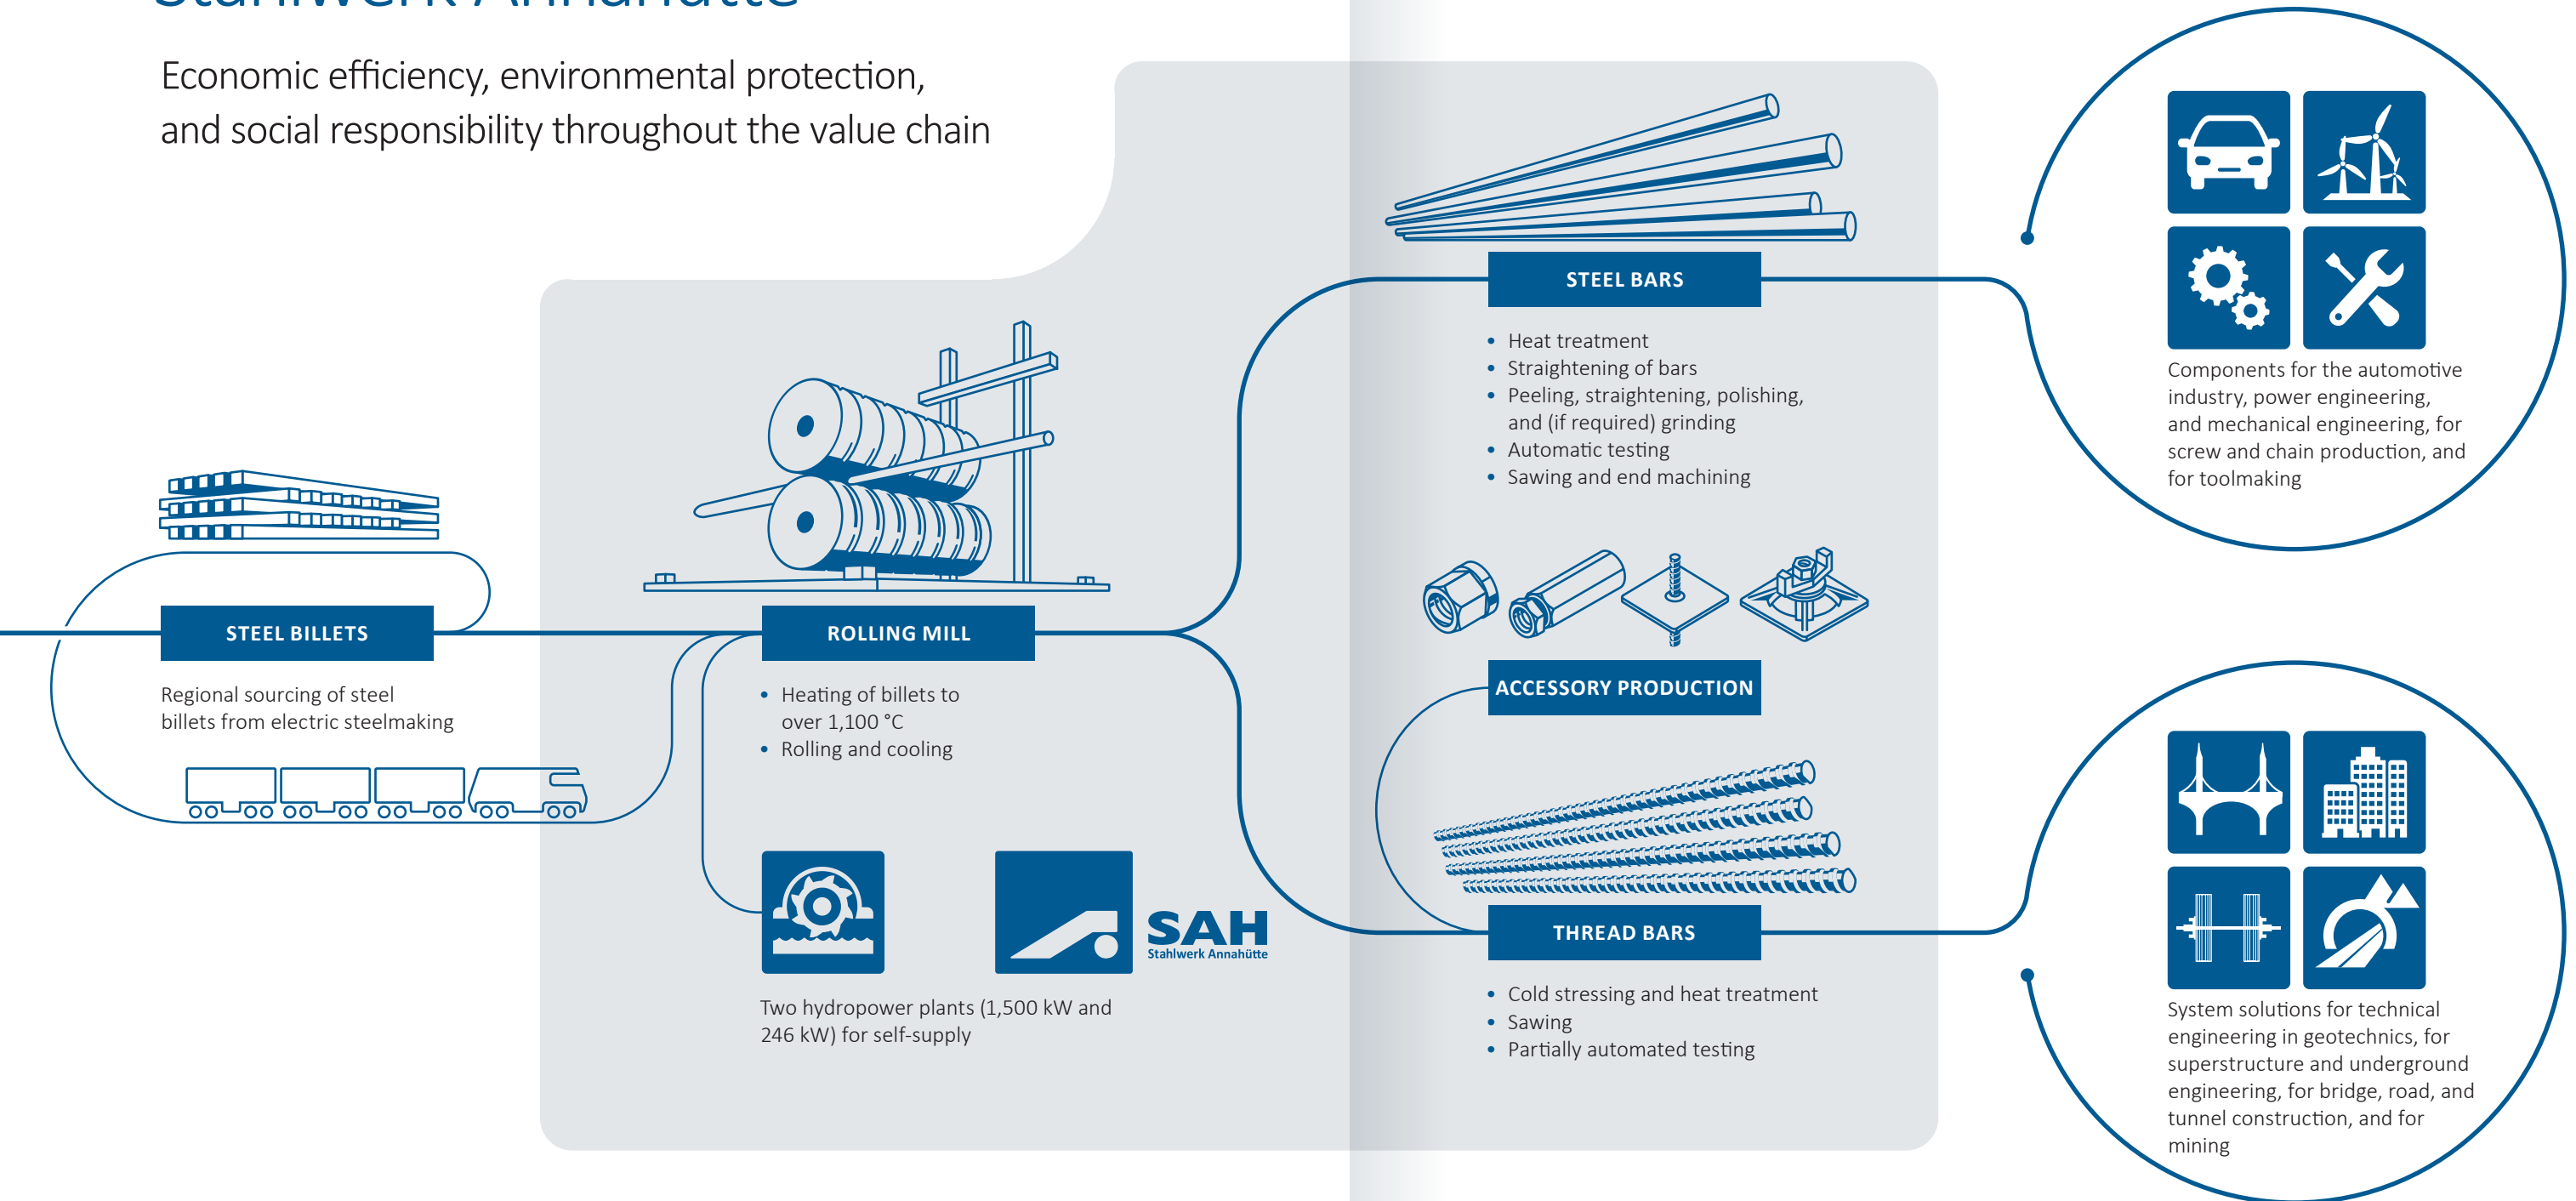 Stahlwerk Annahütte
Economic efficiency, environmental protection,
and social responsibility throughout the value chain
STEEL BILLETS
Regional sourcing of steel
billets from electric steelmaking
ROLLING MILL
• Heating of billets to
over 1,100 °C
• Rolling and cooling
Two hydropower plants (1,500 kW and
246 kW) for self-supply
SAH
Stahlwerk Annahütte
STEEL BARS
• Heat treatment
• Straightening of bars
• Peeling, straightening, polishing,
and (if required) grinding
• Automatic testing
• Sawing and end machining
ACCESSORY PRODUCTION
THREAD BARS
• Cold stressing and heat treatment
• Sawing
• Partially automated testing
Components for the automotive
industry, power engineering,
and mechanical engineering, for
screw and chain production, and
for toolmaking
System solutions for technical
engineering in geotechnics, for
superstructure and underground
engineering, for bridge, road, and
tunnel construction, and for
mining